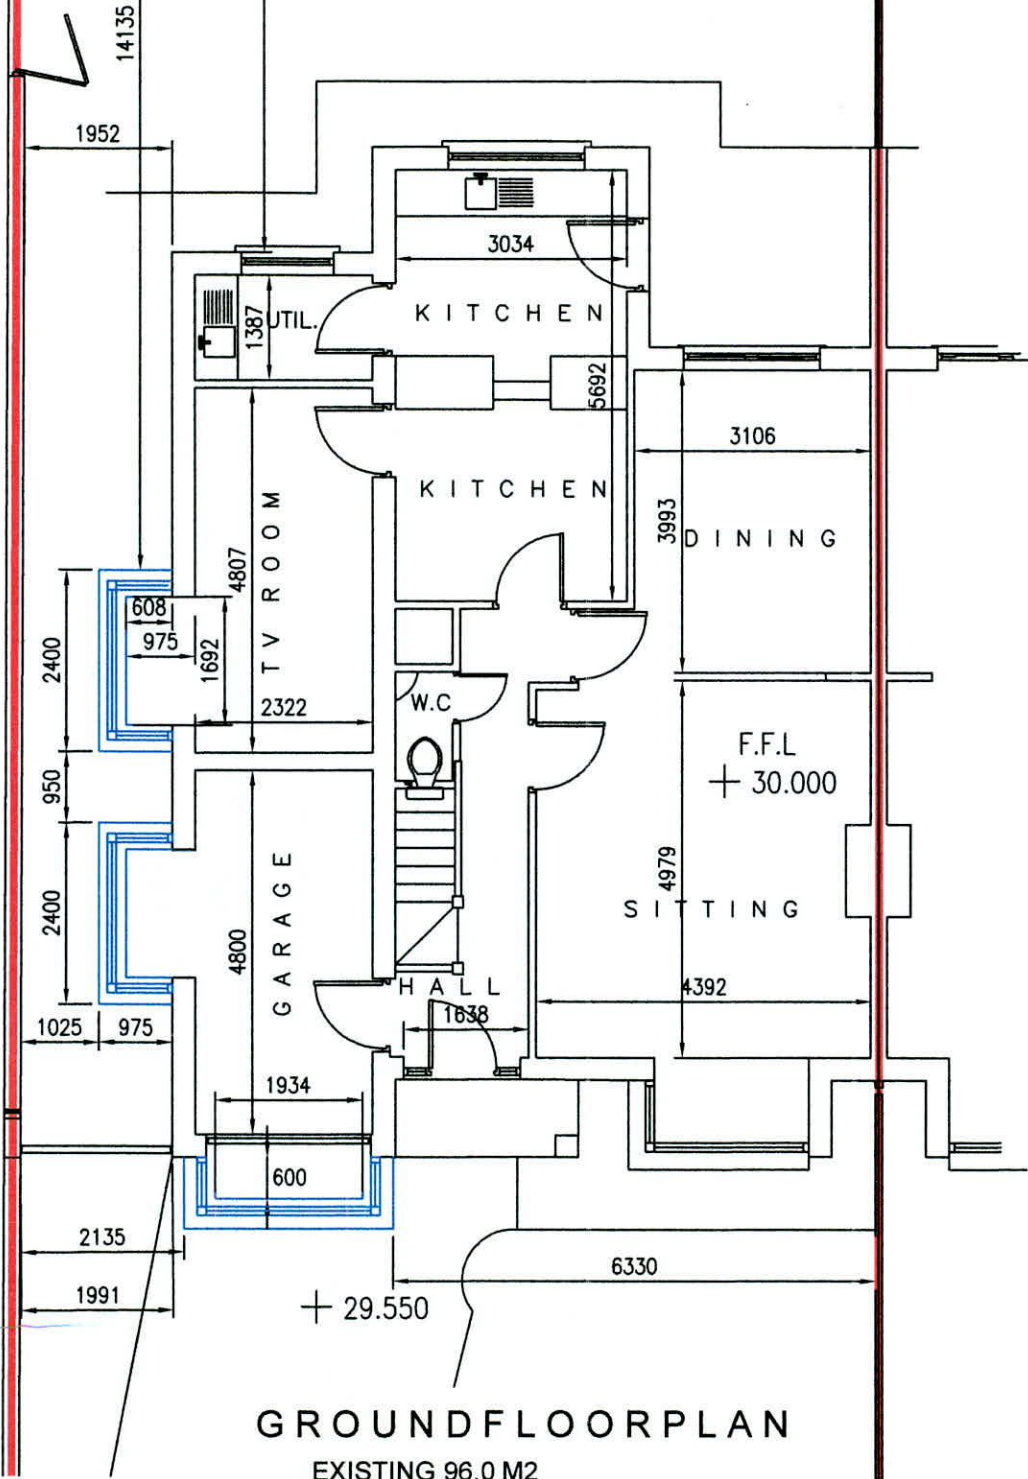 14135
1952
3034
KITCHEN
1387
UTIL.
5692
3106
KITCHEN
3993
DINING
TV ROOM
4807
608
975
1692
2400
2322
W.C
F.F.L
30.000
950
GARAGE
4979
SITTING
2400
4800
HALL
4392
1638
1025
975
1934
600
2135
6330
1991
29.550
GROUNDFLOORPLAN
EXISTING 96.0 M2